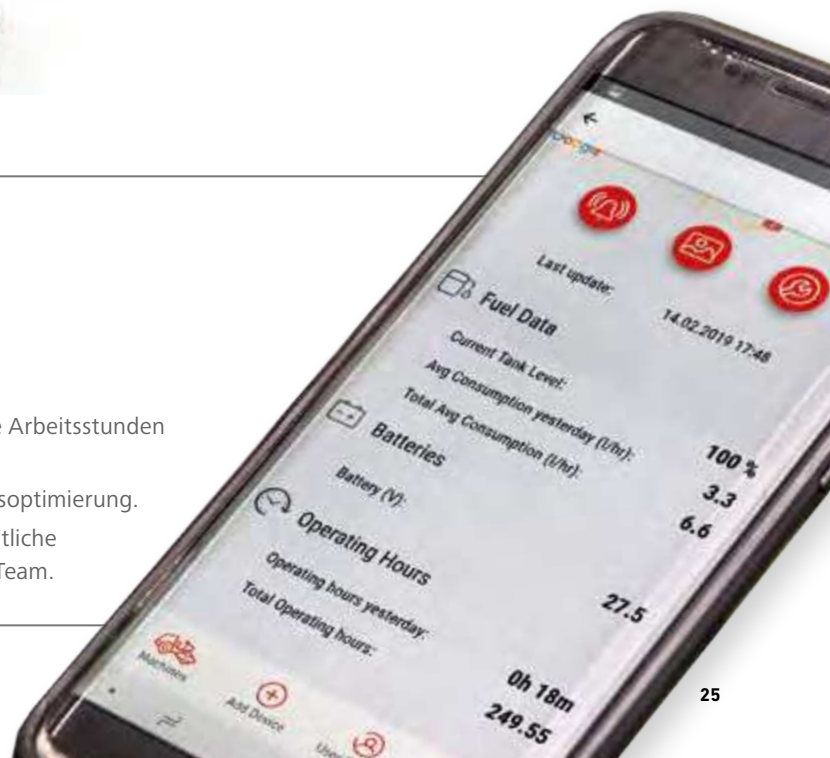 e Arbeitsstunden
soptimierung.
tliche
Team.
Last update: 14.02.2019 17:48
Fuel Data
Current Tank Level: 100 %
Avg Consumption yesterday (l/hr): 3.3
Total Avg Consumption (l/hr): 6.6
Batteries
Battery (V): 27.5
Operating Hours
Operating hours yesterday: 0h 18m
Total Operating hours: 249.55
Machines
Add Device
User
25